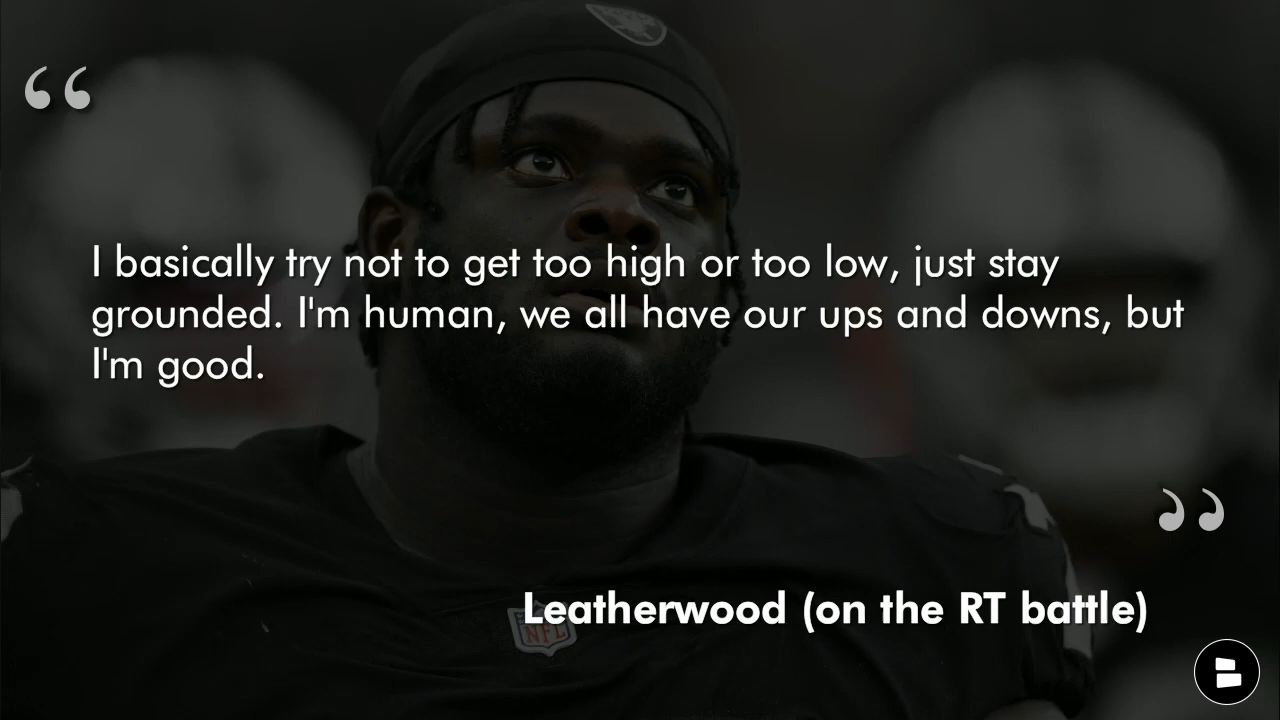 “
I basically try not to get too high or too low, just stay
grounded. I'm human, we all have our ups and downs, but
I'm good.
”
Leatherwood (on the RT battle)
NFL